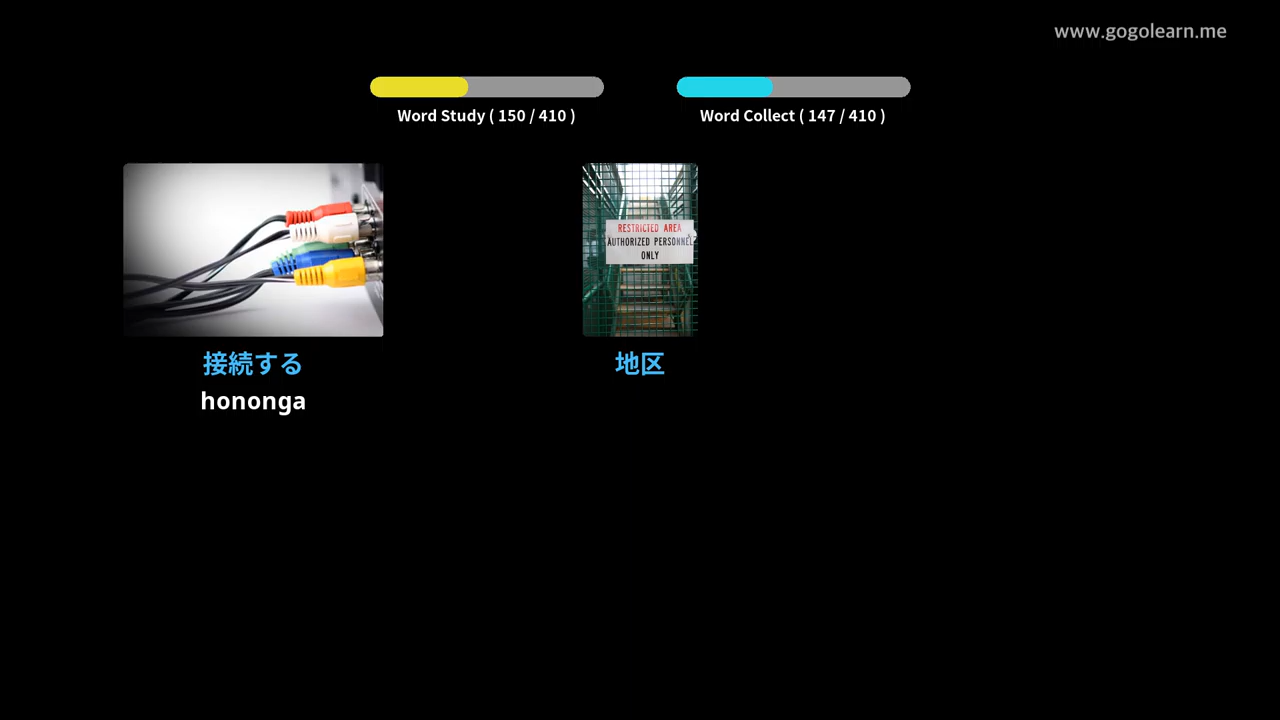 www.gogolearn.me
Word Study ( 150 / 410 )
Word Collect ( 147 / 410 )
RESTRICTED AREA
AUTHORIZED PERSONNEL
ONLY
接続する
地区
hononga